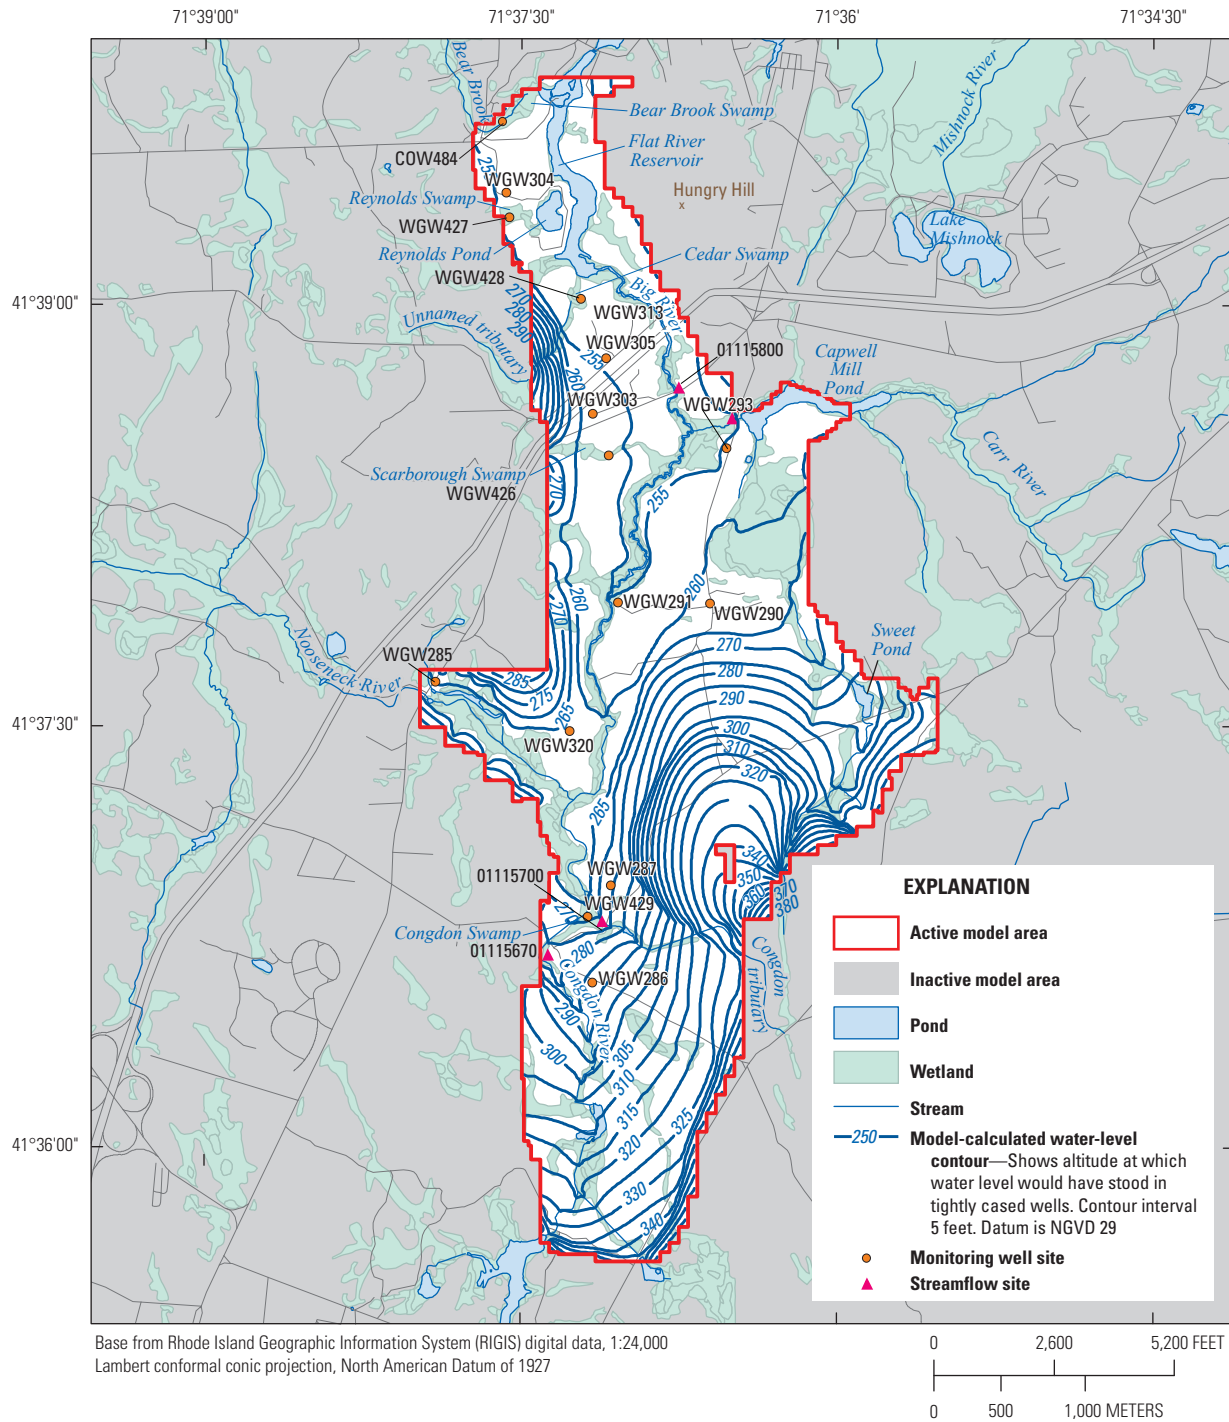 71°39'00"
71°37'30"
71°36'
71°34'30"
Bear Brook
Bear Brook Swamp
Mishnock River
COW484
Flat River
Reservoir
25
WGW304
Hungry Hill
x
Reynolds Swamp
WGW427
Lake
Mishnock
Reynolds Pond
Cedar Swamp
WGW428
Big River
41°39'00"
270
280
290
WGW313
Unnamed tributary
WGW305
255
01115800
Capwell
Mill
Pond
260
WGW303
WGW293
Carr River
Scarborough Swamp
WGW426
270
255
260
270
260
WGW291
WGW290
Nooseneck River
Sweet
Pond
WGW285
270
285
280
275
290
265
41°37'30"
300
WGW320
310
320
265
340
WGW287
350
01115700
360
370
380
WGW429
270
Congdon Swamp
280
01115670
Congdon River
WGW286
Congdon
tributary
290
300
305
310
315
325
320
41°36'00"
330
340
EXPLANATION
Active model area
Inactive model area
Pond
Wetland
Stream
250 Model-calculated water-level
contour—Shows altitude at which
water level would have stood in
tightly cased wells. Contour interval
5 feet. Datum is NGVD 29
Monitoring well site
Streamflow site
Base from Rhode Island Geographic Information System (RIGIS) digital data, 1:24,000
Lambert conformal conic projection, North American Datum of 1927
0 2,600 5,200 FEET
0 500 1,000 METERS